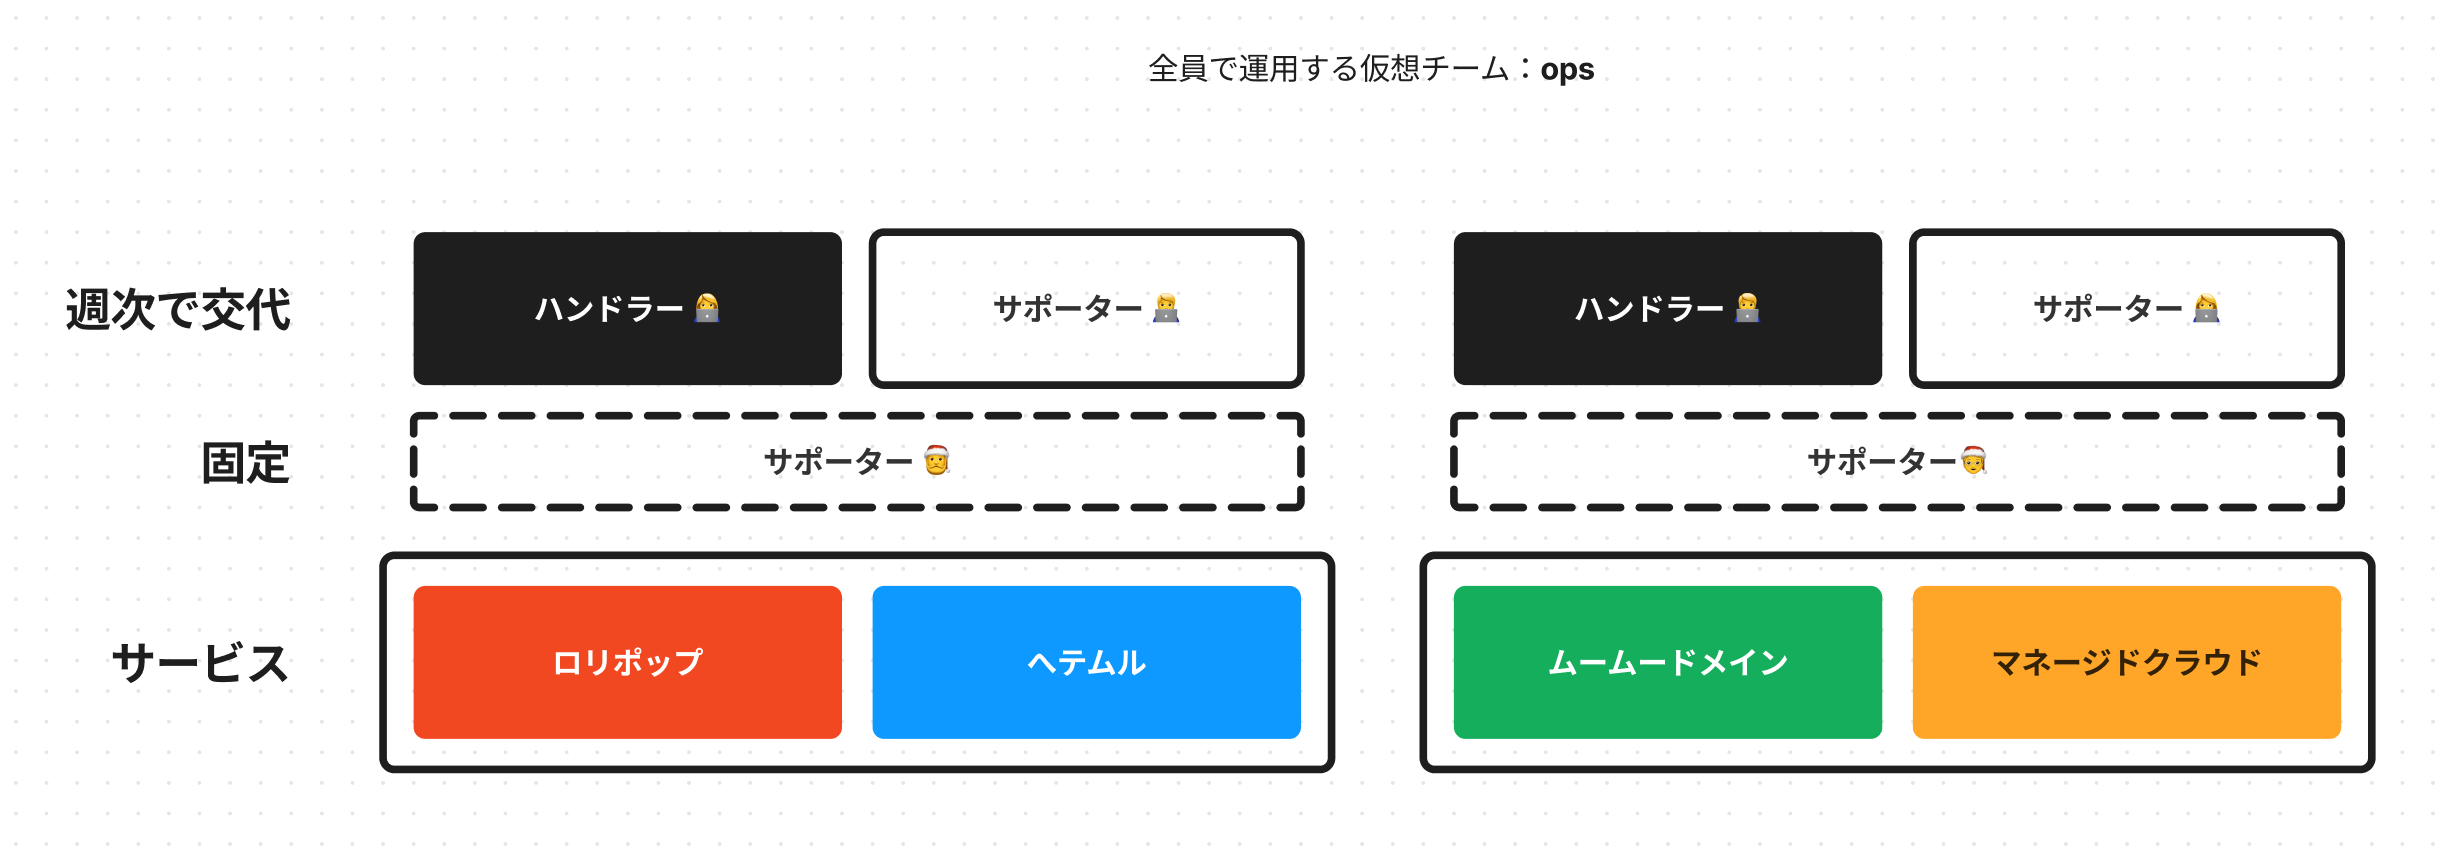 全員で運用する仮想チーム：ops
週次で交代
ハンドラー 👩‍💻
サポーター 👨‍💻
ハンドラー 👨‍💻
サポーター 👩‍💻
固定
サポーター 🎅
サポーター🤶
サービス
ロリポップ
ヘテムル
ムームードメイン
マネージドクラウド